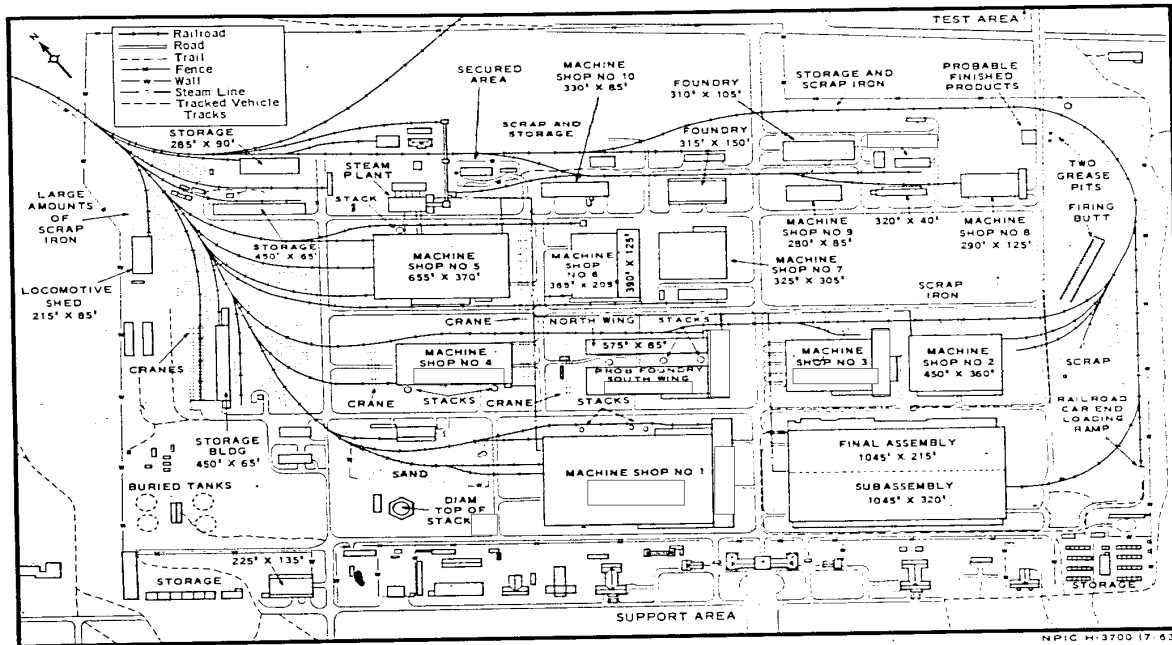 TEST AREA
N
Railroad
Road
Trail
Fence
Wall
Steam Line
Tracked Vehicle
Tracks
STORAGE
285' X 90'
SECURED
AREA
MACHINE
SHOP NO 10
330' X 85'
FOUNDRY
310' X 105'
STORAGE AND
SCRAP IRON
PROBABLE
FINISHED
PRODUCTS
SCRAP AND
STORAGE
FOUNDRY
315' X 150'
STEAM
PLANT
STACK
LARGE
AMOUNTS
OF
SCRAP
IRON
STORAGE
450' X 65'
TWO
GREASE
PITS
FIRING
BUTT
MACHINE
SHOP NO 9
280' X 85'
320' X 40'
MACHINE
SHOP NO 8
290' X 125'
MACHINE
SHOP NO 5
655' X 370'
MACHINE
SHOP
NO 6
365' X 205'
390' X 125'
MACHINE
SHOP NO 7
325' X 305'
LOCOMOTIVE
SHED
215' X 85'
SCRAP
IRON
CRANE
NORTH WING
STACKS
575' X 85'
CRANES
MACHINE
SHOP NO 4
PROB FOUNDRY
SOUTH WING
MACHINE
SHOP NO 3
MACHINE
SHOP NO 2
450' X 360'
SCRAP
CRANE
STACKS
CRANE
STACKS
RAILROAD
CAR END
LOADING
RAMP
STORAGE
BLDG
450' X 65'
SAND
MACHINE SHOP NO 1
FINAL ASSEMBLY
1045' X 215'
SUBASSEMBLY
1045' X 320'
BURIED TANKS
DIAM
TOP OF
STACK
225' X 135'
STORAGE
STORAGE
SUPPORT AREA
NPIC H-3700 (7/63